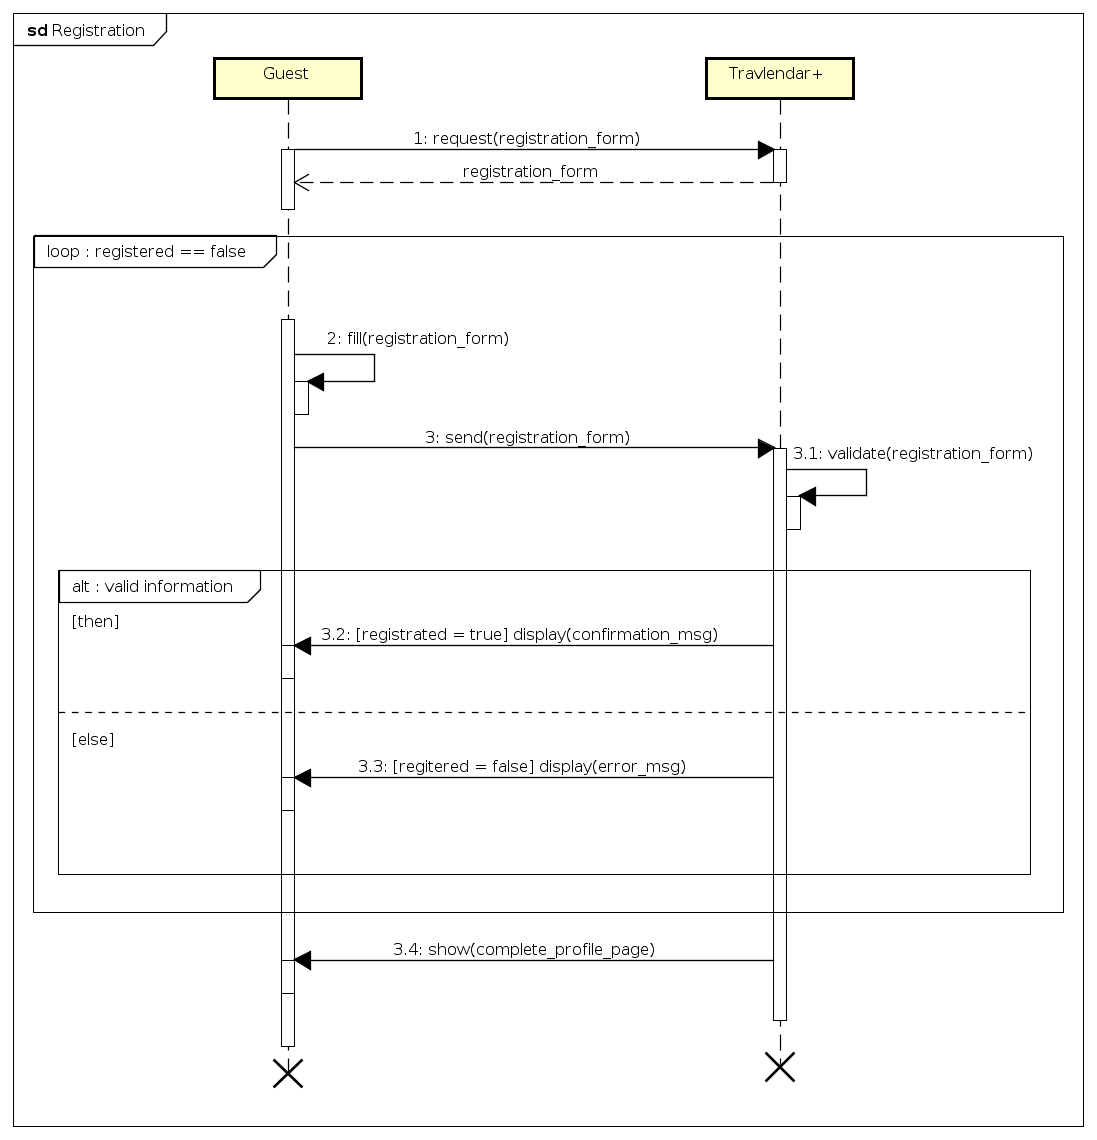 sd Registration
Guest
Travlendar+
1: request(registration_form)
registration_form
loop : registered == false
2: fill(registration_form)
3: send(registration_form)
3.1: validate(registration_form)
alt : valid information
[then]
3.2: [registrated = true] display(confirmation_msg)
[else]
3.3: [regitered = false] display(error_msg)
3.4: show(complete_profile_page)